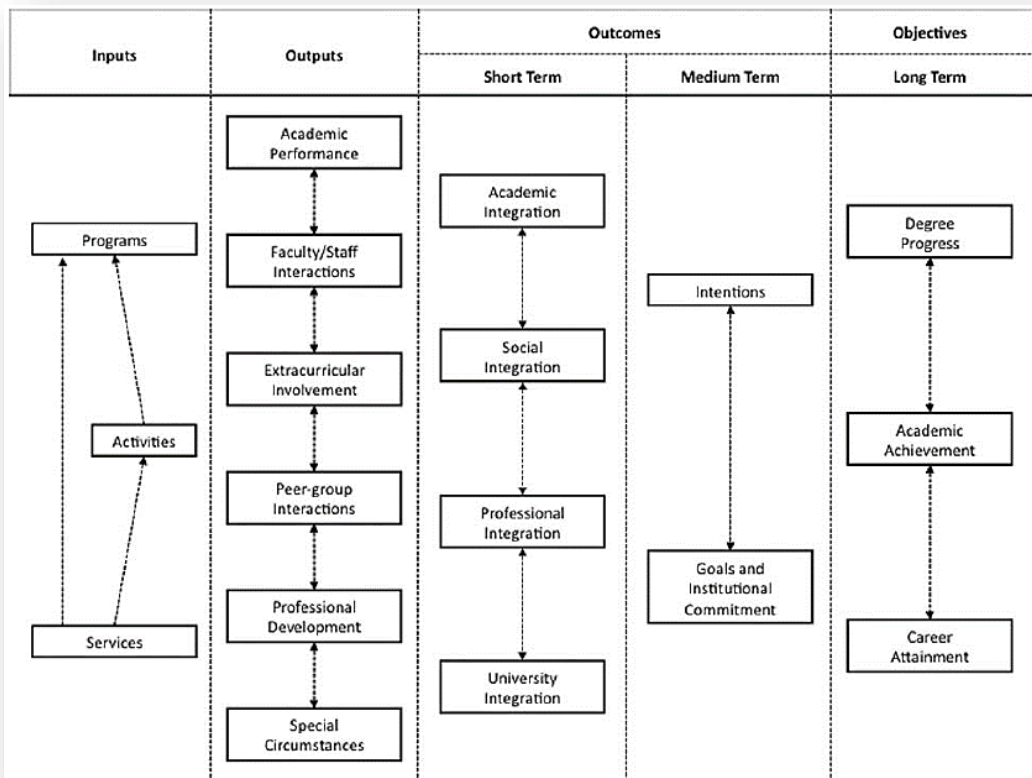 Inputs
Outputs
Outcomes
Objectives
Short Term
Medium Term
Long Term
Programs
Activities
Services
Academic
Performance
Faculty/Staff
Interactions
Extracurricular
Involvement
Peer-group
Interactions
Professional
Development
Special
Circumstances
Academic
Integration
Social
Integration
Professional
Integration
University
Integration
Intentions
Goals and
Institutional
Commitment
Degree
Progress
Academic
Achievement
Career
Attainment